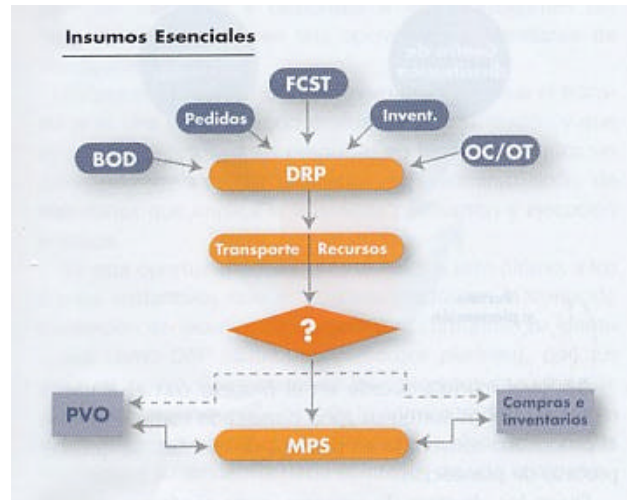 Insumos Esenciales
FCST
Pedidos
Invent.
BOD
OC/OT
DRP
Transporte Recursos
?
PVO
Compras e
inventarios
MPS